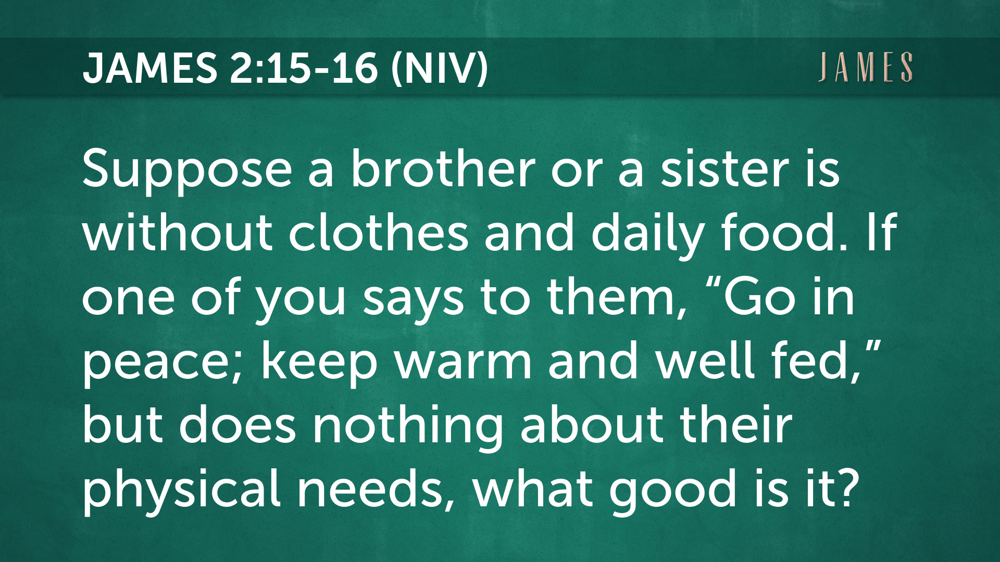 JAMES 2:15-16 (NIV)
JAMES
Suppose a brother or a sister is
without clothes and daily food. If
one of you says to them, “Go in
peace; keep warm and well fed,”
but does nothing about their
physical needs, what good is it?